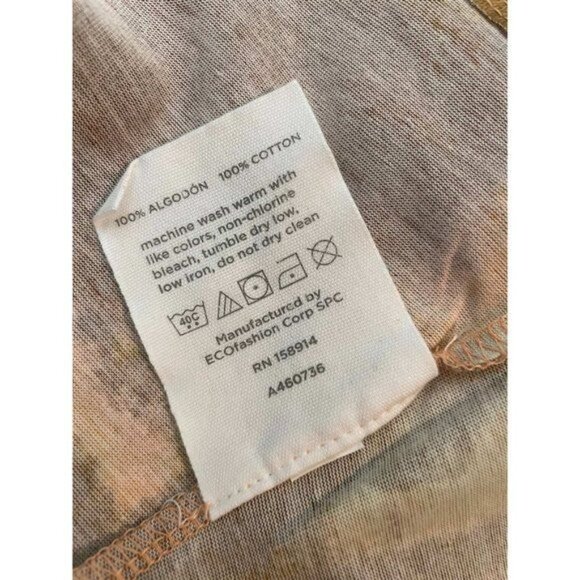 100% ALGODÓN 100% COTTON
machine wash warm with
like colors, non-chlorine
bleach, tumble dry low,
low iron, do not dry clean
40C
Manufactured by
ECOfashion Corp SPC
RN 158914
A460736